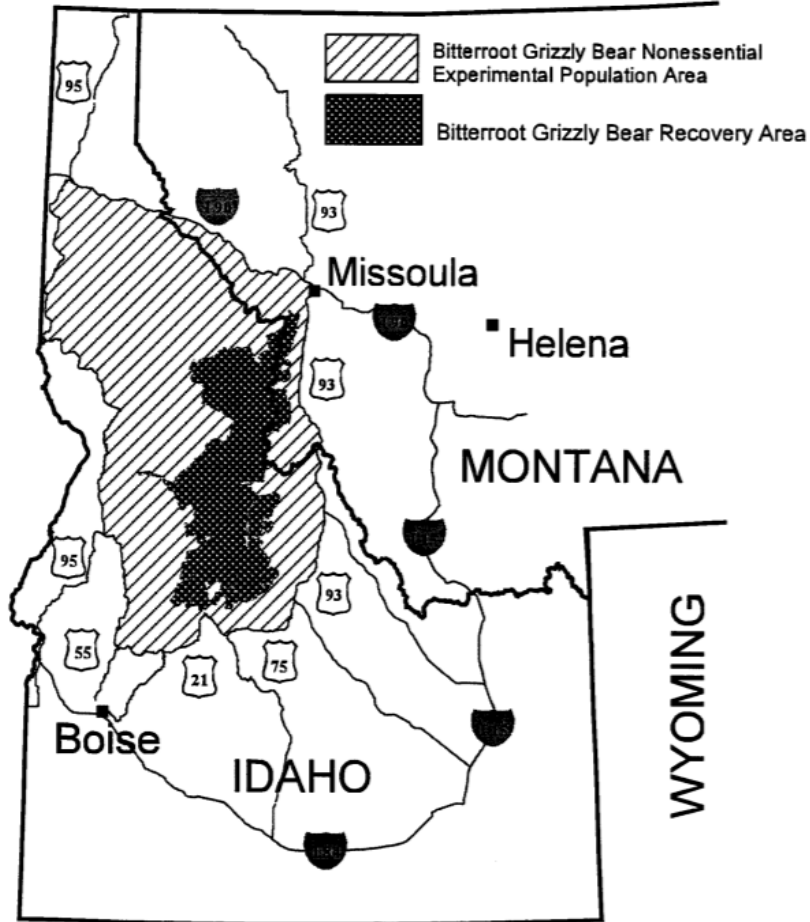 Bitterroot Grizzly Bear Nonessential
Experimental Population Area
95
Bitterroot Grizzly Bear Recovery Area
93
Missoula
Helena
93
MONTANA
95
93
55
21
75
Boise
IDAHO
WYOMING